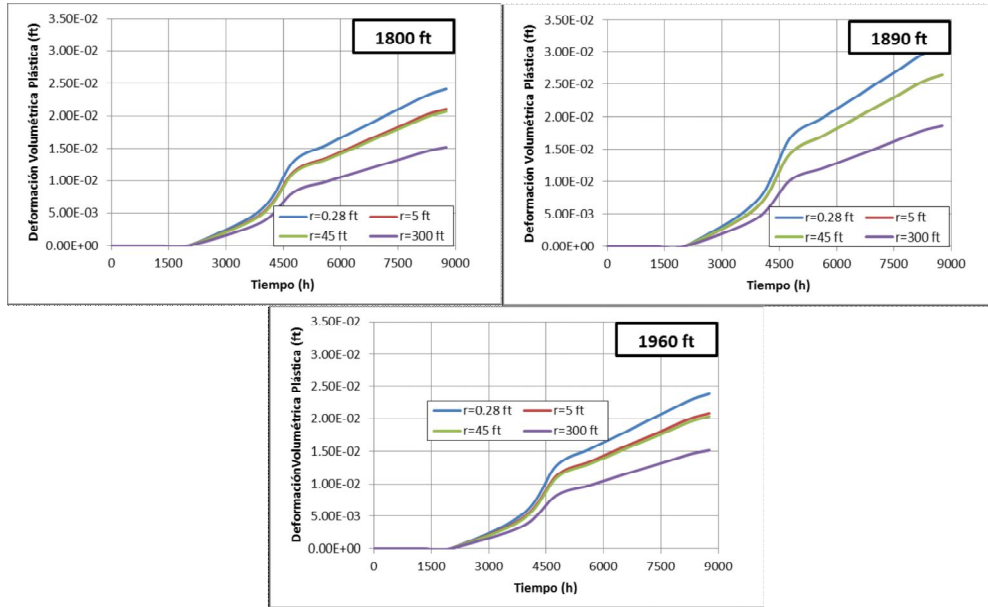 1800 ft
Deformación Volumétrica Plástica (ft)
3.50E-02
3.00E-02
2.50E-02
2.00E-02
1.50E-02
1.00E-02
5.00E-03
0.00E+00
r=0.28 ft r=5 ft
r=45 ft r=300 ft
0 1500 3000 4500 6000 7500 9000
Tiempo (h)
1890 ft
Deformación Volumétrica Plástica (ft)
3.50E-02
3.00E-02
2.50E-02
2.00E-02
1.50E-02
1.00E-02
5.00E-03
0.00E+00
r=0.28 ft r=5 ft
r=45 ft r=300 ft
0 1500 3000 4500 6000 7500 9000
Tiempo (h)
1960 ft
DeformaciónVolumétrica Plástica (ft)
3.50E-02
3.00E-02
2.50E-02
2.00E-02
1.50E-02
1.00E-02
5.00E-03
0.00E+00
r=0.28 ft r=5 ft
r=45 ft r=300 ft
0 1500 3000 4500 6000 7500 9000
Tiempo (h)